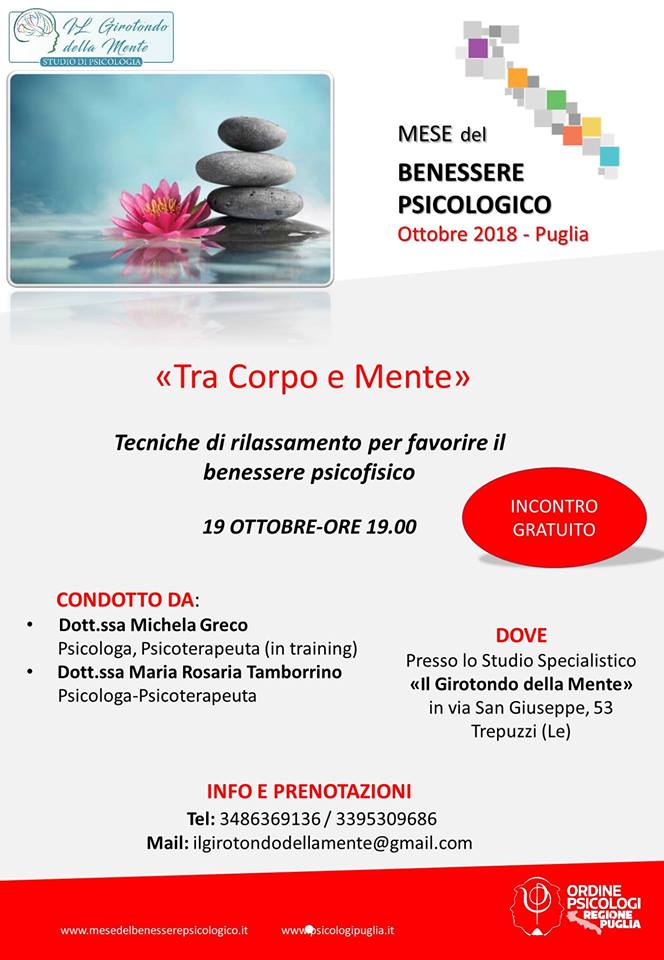 IL Girotondo
della Mente
STUDIO DI PSICOLOGIA
MESE del
BENESSERE
PSICOLOGICO
Ottobre 2018 - Puglia
«Tra Corpo e Mente»
Tecniche di rilassamento per favorire il
benessere psicofisico
19 OTTOBRE-ORE 19.00
INCONTRO
GRATUITO
CONDOTTO DA:
• Dott.ssa Michela Greco
Psicologa, Psicoterapeuta (in training)
• Dott.ssa Maria Rosaria Tamborrino
Psicologa-Psicoterapeuta
DOVE
Presso lo Studio Specialistico
«Il Girotondo della Mente»
in via San Giuseppe, 53
Trepuzzi (Le)
INFO E PRENOTAZIONI
Tel: 3486369136 / 3395309686
Mail: ilgirotondodellamente@gmail.com
www.mesedelbenesserepsicologico.it www.psicologipuglia.it
ORDINE
PSICOLOGI
REGIONE
PUGLIA